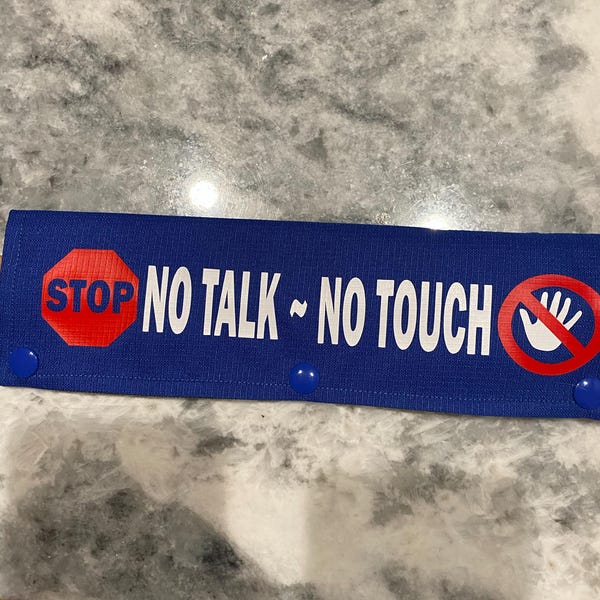 STOP NO TALK ~ NO TOUCH